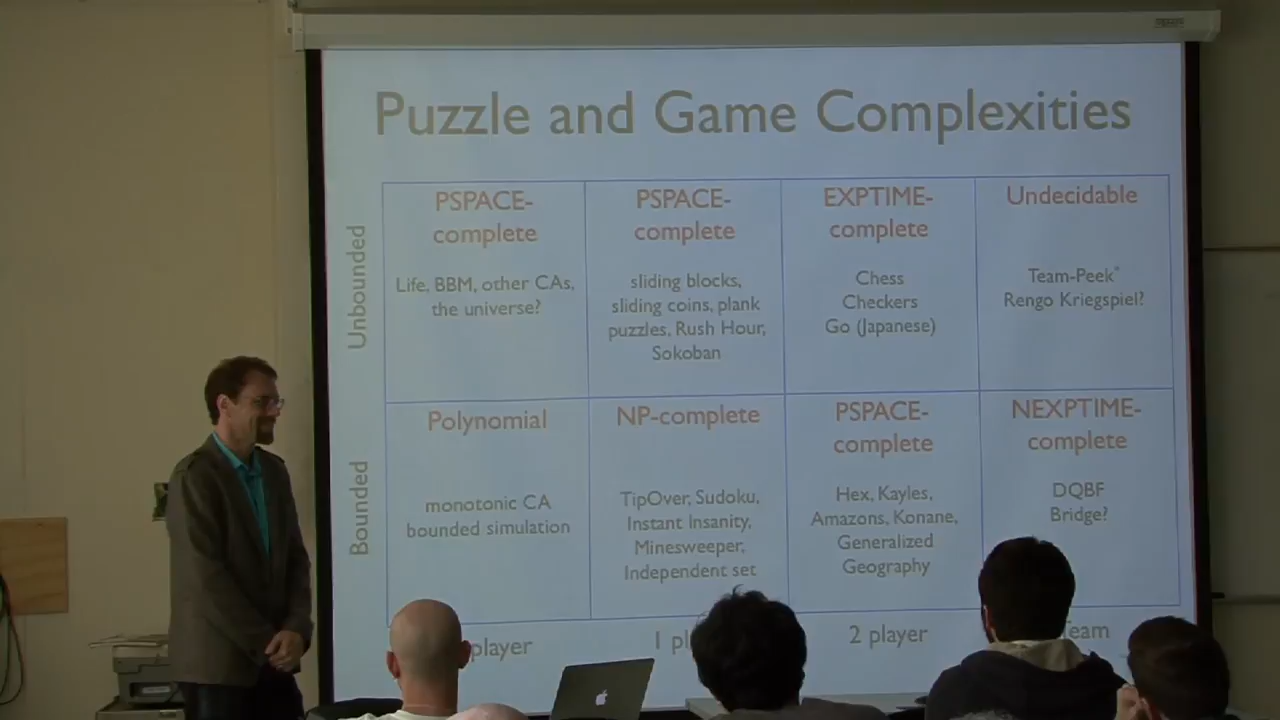 Puzzle and Game Complexities
Unbounded
PSPACE-
complete
Life, BBM, other CAs,
the universe?
PSPACE-
complete
sliding blocks,
sliding coins, plank
puzzles, Rush Hour,
Sokoban
EXPTIME-
complete
Chess
Checkers
Go (Japanese)
Undecidable
Team-Peek*
Rengo Kriegspiel?
Bounded
Polynomial
monotonic CA
bounded simulation
NP-complete
TipOver, Sudoku,
Instant Insanity,
Minesweeper,
Independent set
PSPACE-
complete
Hex, Kayles,
Amazons, Konane,
Generalized
Geography
NEXPTIME-
complete
DQBF
Bridge?
player
1 pl
2 player
Team